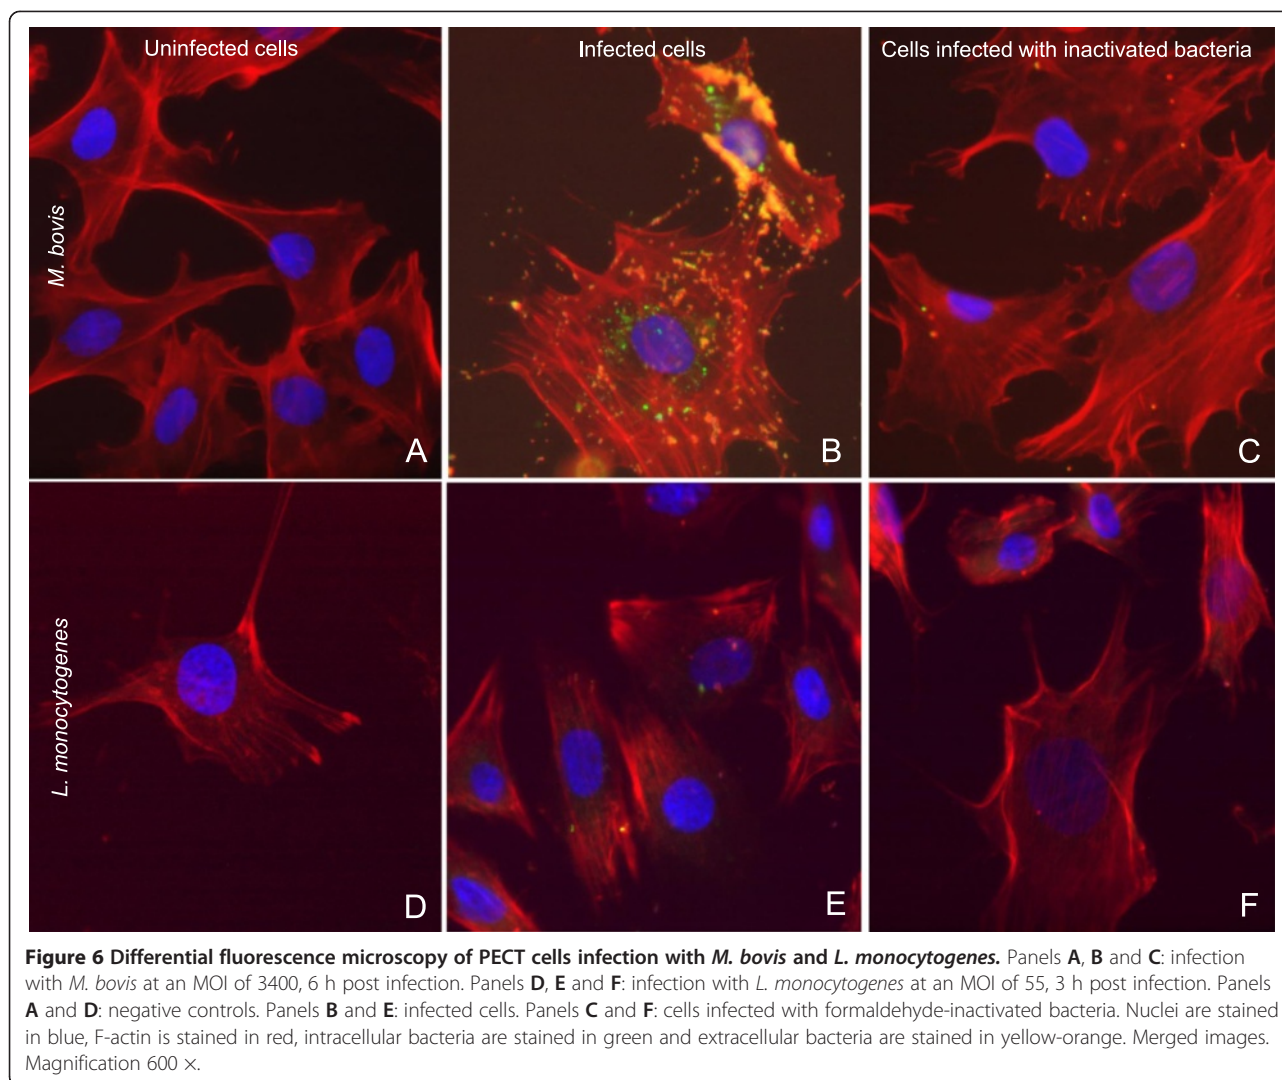 Uninfected cells
Infected cells
Cells infected with inactivated bacteria
M. bovis
A
B
C
L. monocytogenes
D
E
F
Figure 6 Differential fluorescence microscopy of PECT cells infection with M. bovis and L. monocytogenes. Panels A, B and C: infection
with M. bovis at an MOI of 3400, 6 h post infection. Panels D, E and F: infection with L. monocytogenes at an MOI of 55, 3 h post infection. Panels
A and D: negative controls. Panels B and E: infected cells. Panels C and F: cells infected with formaldehyde-inactivated bacteria. Nuclei are stained
in blue, F-actin is stained in red, intracellular bacteria are stained in green and extracellular bacteria are stained in yellow-orange. Merged images.
Magnification 600 ×.